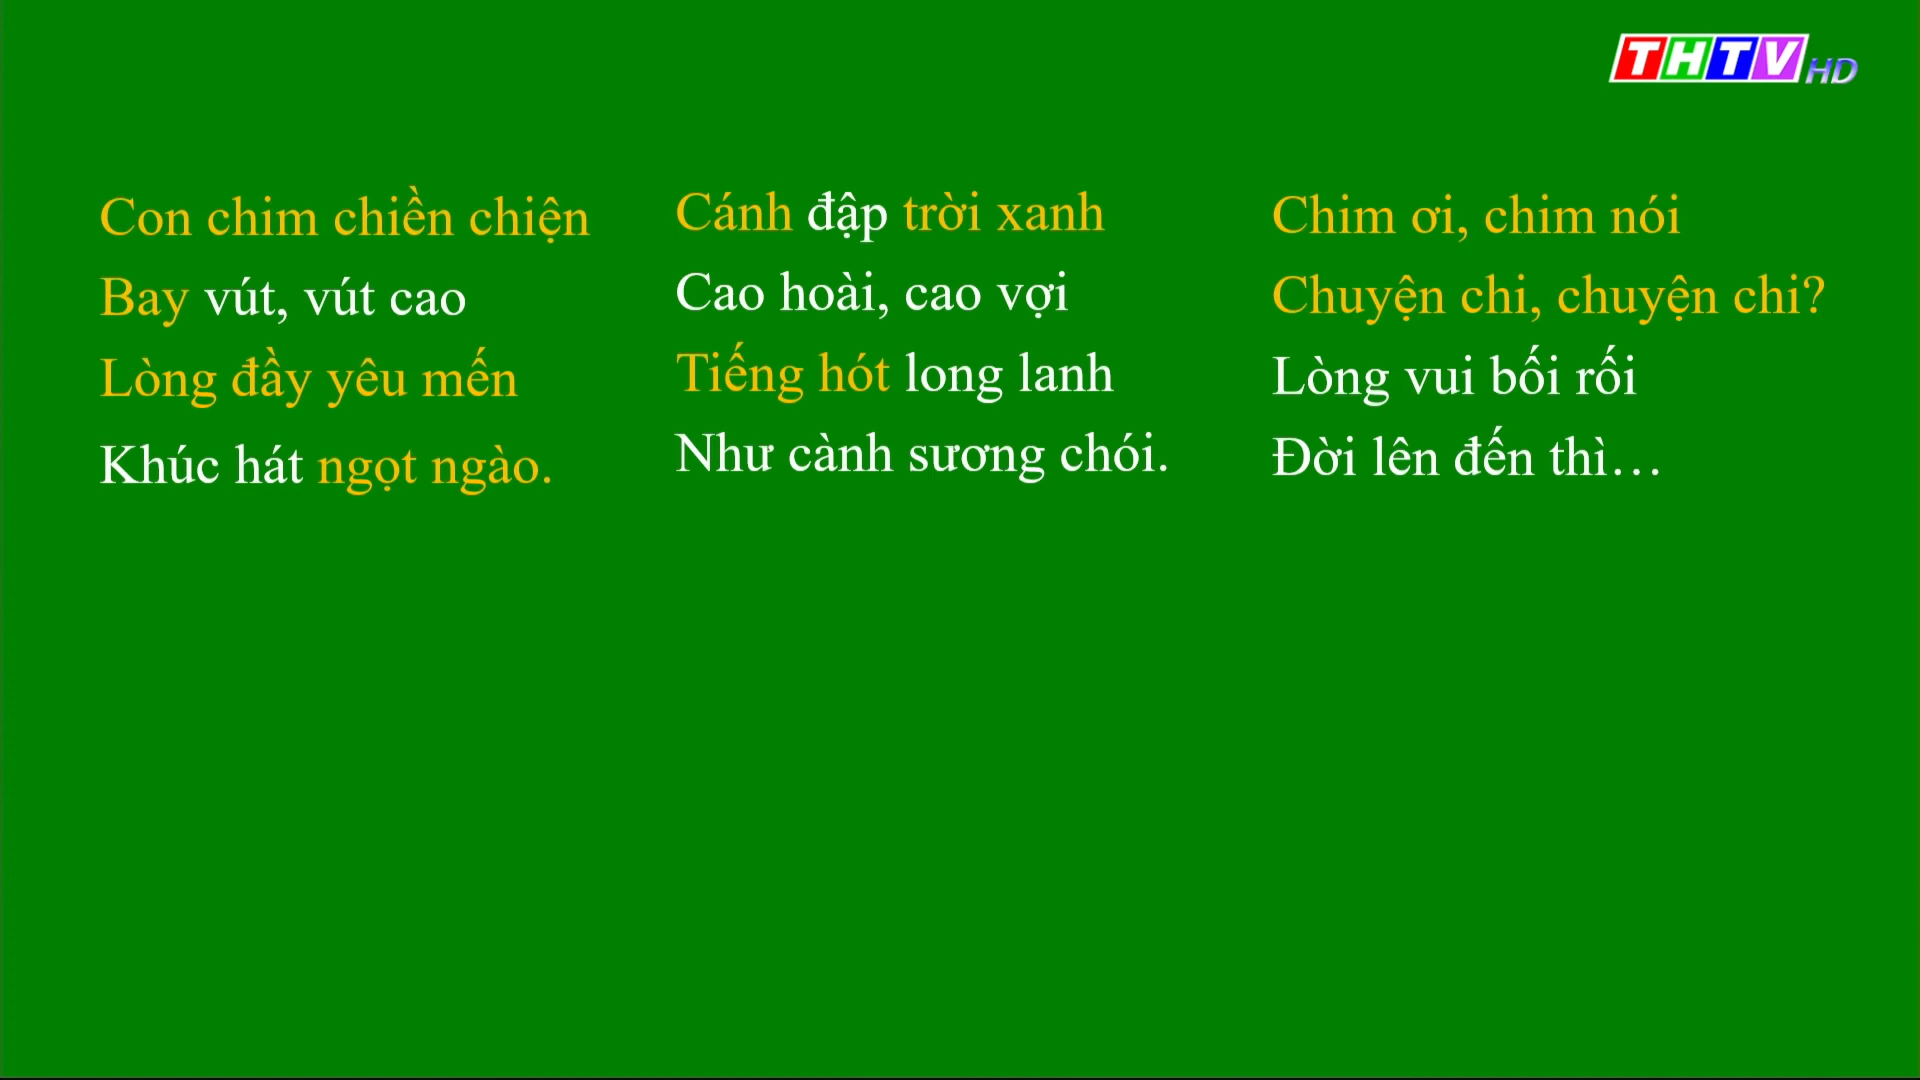 THTV HD
Con chim chiền chiện
Bay vút, vút cao
Lòng đầy yêu mến
Khúc hát ngọt ngào.
Cánh đập trời xanh
Cao hoài, cao vợi
Tiếng hót long lanh
Như cành sương chói.
Chim ơi, chim nói
Chuyện chi, chuyện chi?
Lòng vui bối rối
Đời lên đến thì…